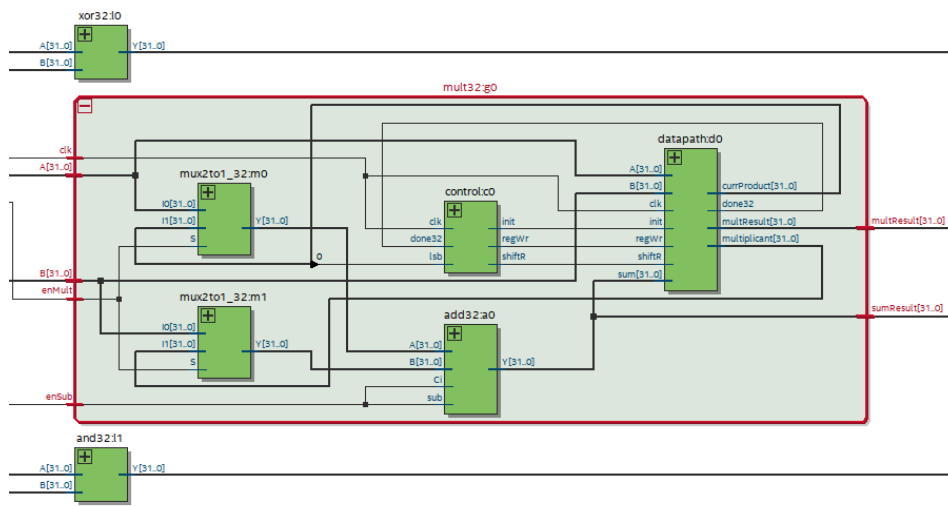 xor32:l0
A[31..0]
B[31..0]
Y[31..0]
mult32:g0
clk
A[31..0]
B[31..0]
enMult
enSub
mux2to1_32:m0
I0[31..0]
I1[31..0]
S
Y[31..0]
mux2to1_32:m1
I0[31..0]
I1[31..0]
S
Y[31..0]
0
control:c0
clk
done32
lsb
init
regWr
shiftR
add32:a0
A[31..0]
B[31..0]
Ci
sub
Y[31..0]
datapath:d0
A[31..0]
B[31..0]
clk
init
regWr
shiftR
sum[31..0]
currProduct[31..0]
done32
multResult[31..0]
multiplicant[31..0]
multResult[31..0]
sumResult[31..0]
and32:l1
A[31..0]
B[31..0]
Y[31..0]